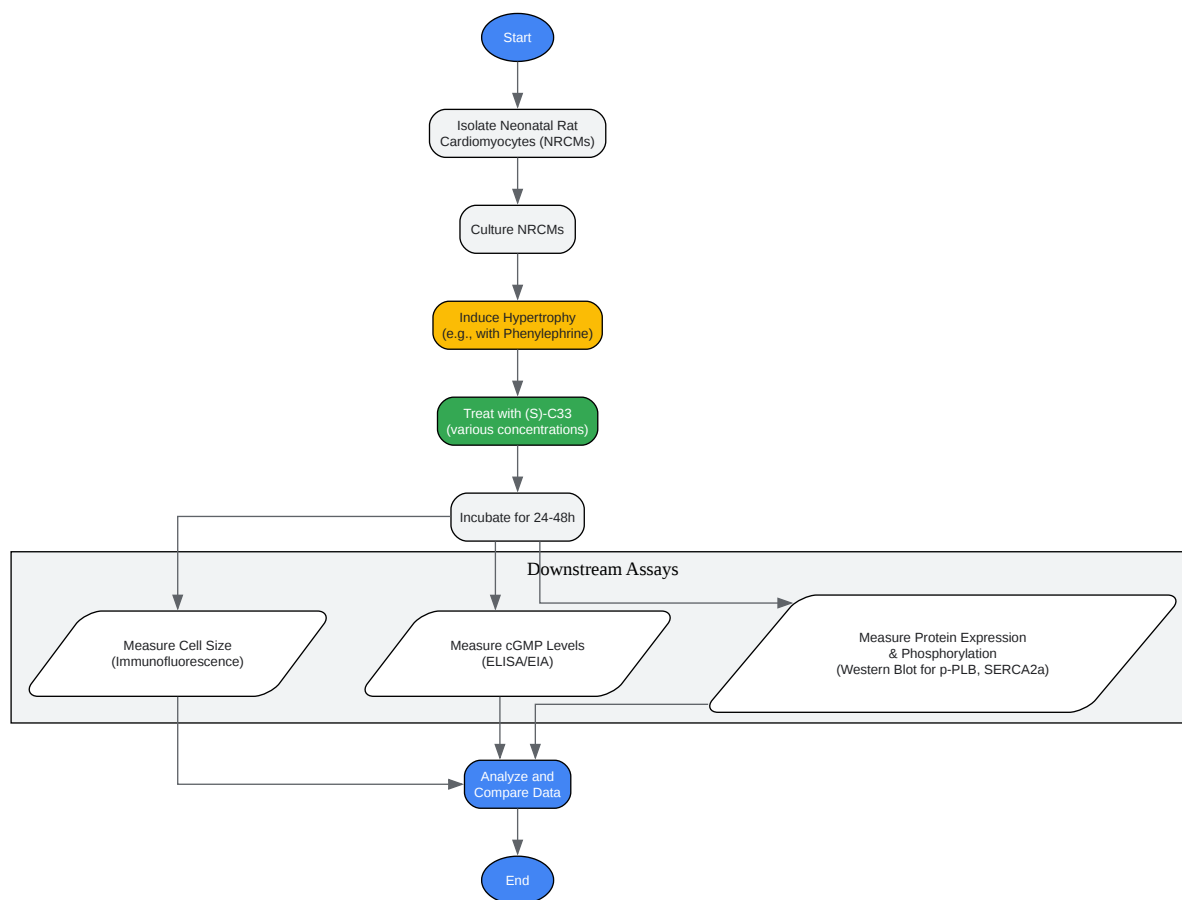 Start
Isolate Neonatal Rat
Cardiomyocytes (NRCMs)
Culture NRCMs
Induce Hypertrophy
(e.g., with Phenylephrine)
Treat with (S)-C33
(various concentrations)
Incubate for 24-48h
Downstream Assays
Measure Cell Size
(Immunofluorescence)
Measure cGMP Levels
(ELISA/EIA)
Measure Protein Expression
& Phosphorylation
(Western Blot for p-PLB, SERCA2a)
Analyze and
Compare Data
End